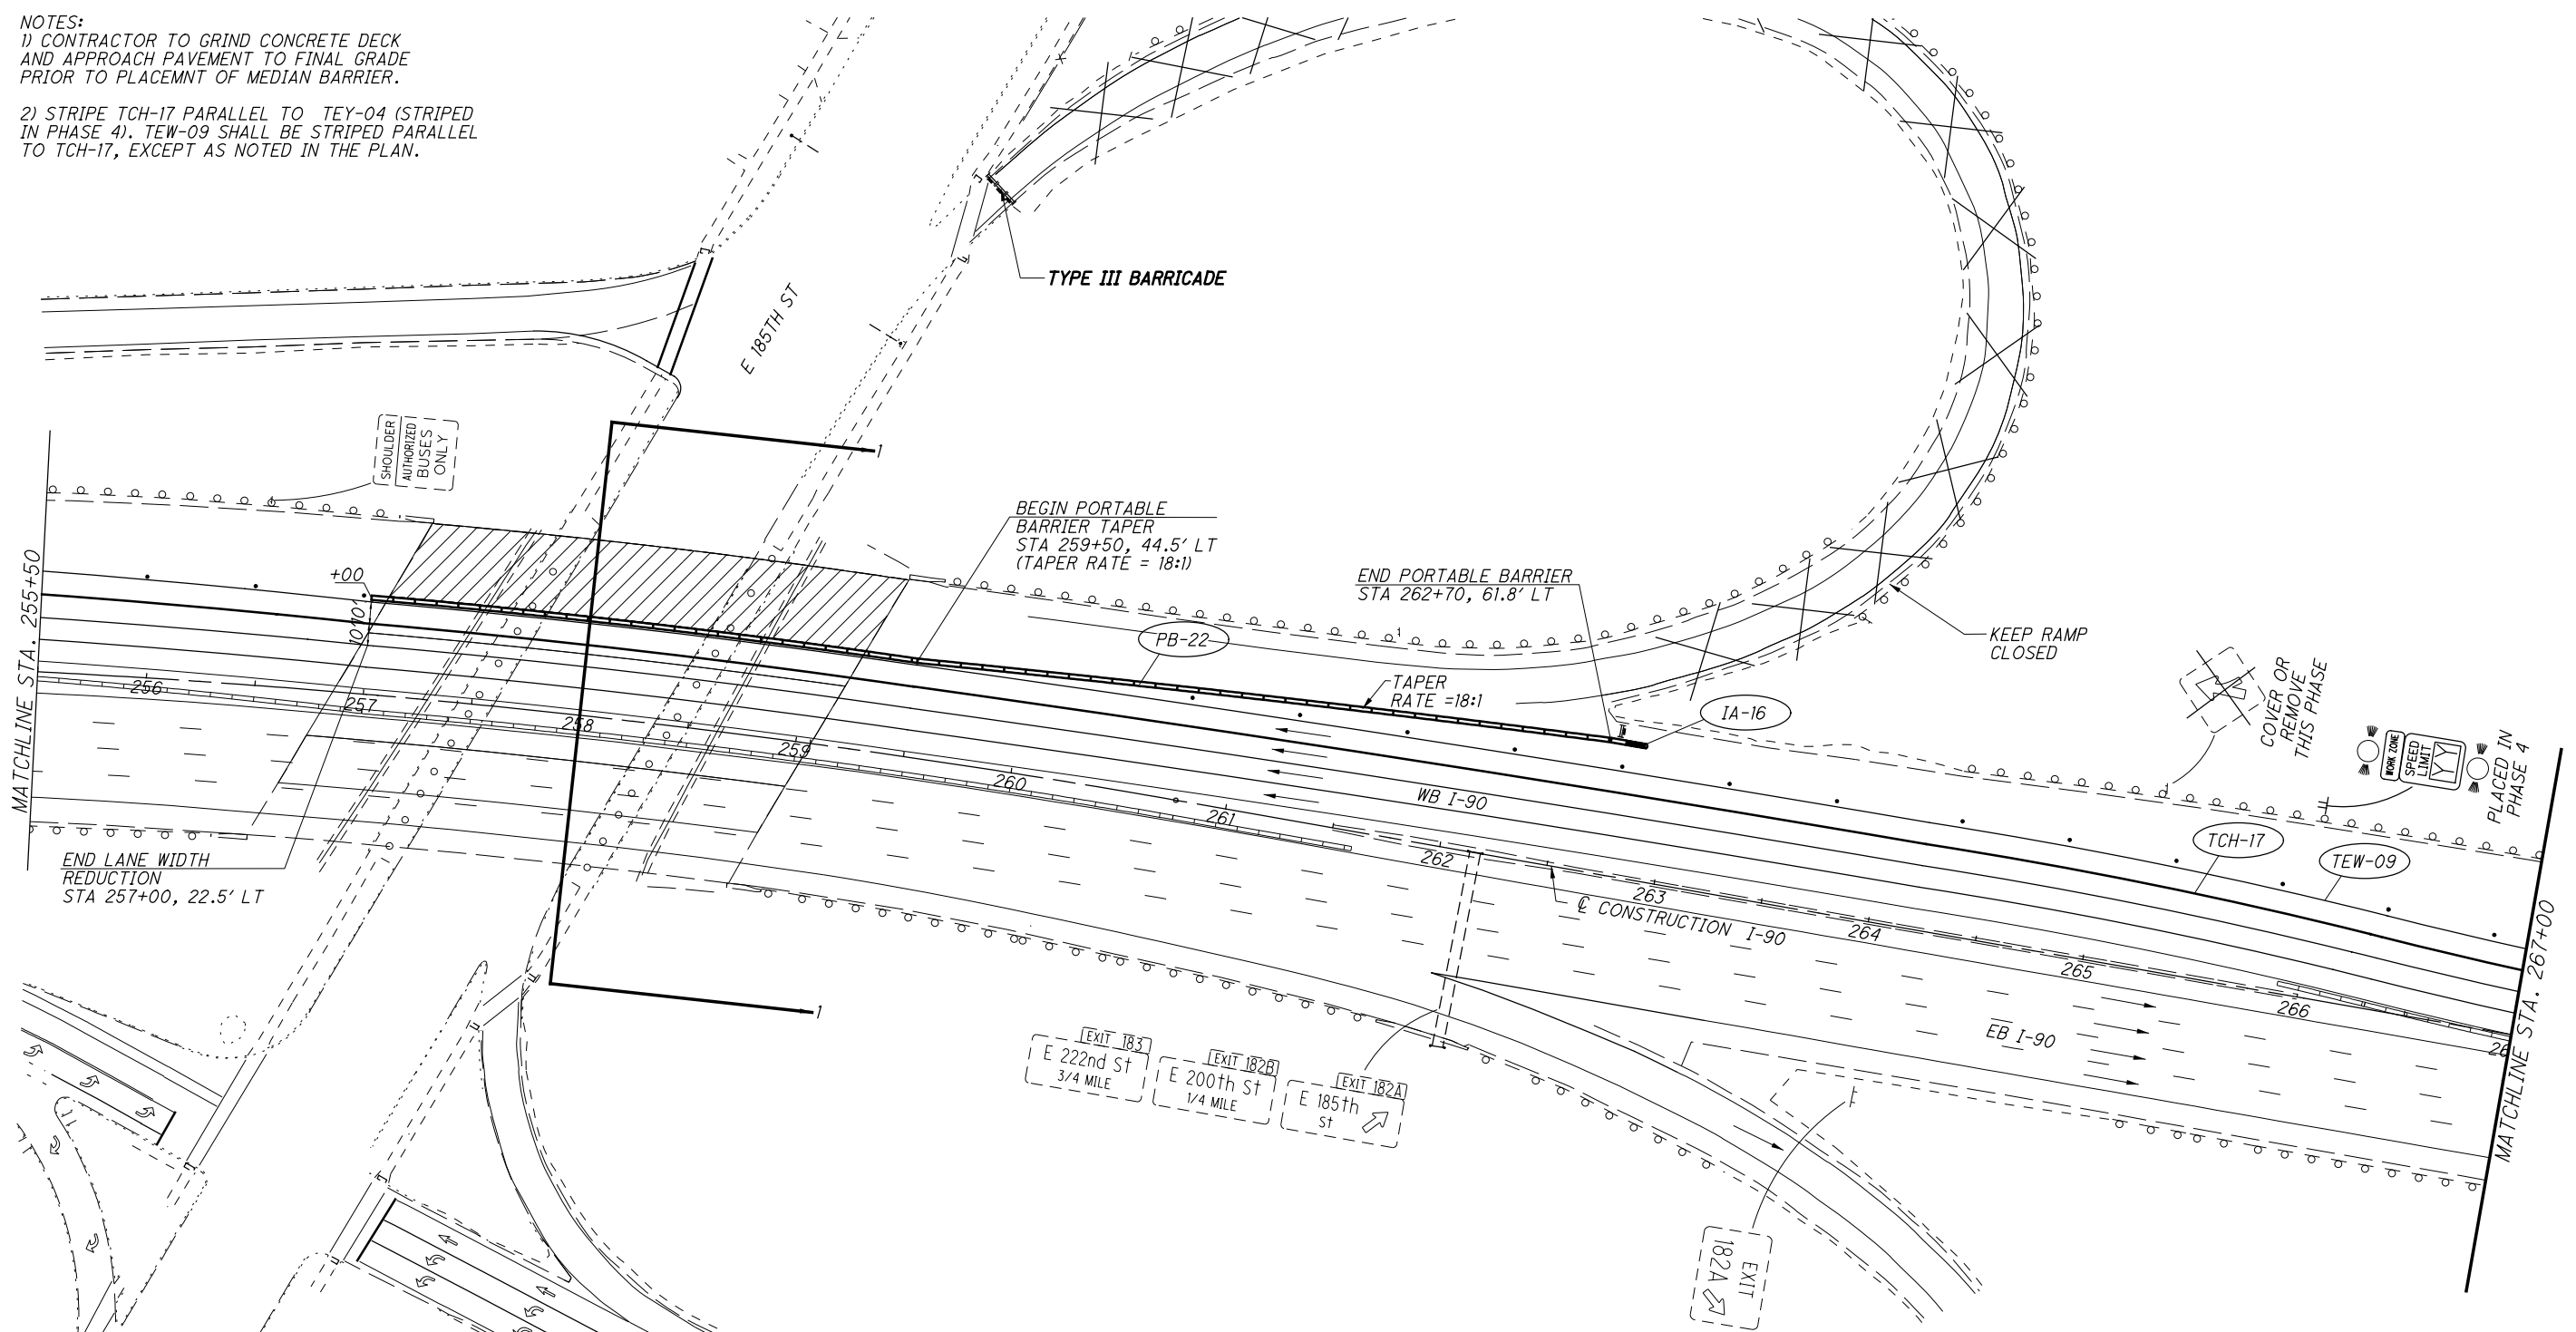 NOTES:
1) CONTRACTOR TO GRIND CONCRETE DECK
AND APPROACH PAVEMENT TO FINAL GRADE
PRIOR TO PLACEMNT OF MEDIAN BARRIER.
2) STRIPE TCH-17 PARALLEL TO TEY-04 (STRIPED
IN PHASE 4). TEW-09 SHALL BE STRIPED PARALLEL
TO TCH-17, EXCEPT AS NOTED IN THE PLAN.
TYPE III BARRICADE
E 185TH ST
SHOULDER
AUTHORIZED
BUSES
ONLY
1
BEGIN PORTABLE
BARRIER TAPER
STA 259+50, 44.5' LT
(TAPER RATE = 18:1)
END PORTABLE BARRIER
STA 262+70, 61.8' LT
MATCHLINE STA. 255+50
+00
10'
10'
PB-22
KEEP RAMP
CLOSED
TAPER
RATE =18:1
IA-16
COVER OR
REMOVE
THIS PHASE
WORK ZONE
SPEED
LIMIT
YY
PLACED IN
PHASE 4
256
257
258
259
260
261
262
263
264
265
266
26
WB I-90
TCH-17
TEW-09
END LANE WIDTH
REDUCTION
STA 257+00, 22.5' LT
℄ CONSTRUCTION I-90
EB I-90
MATCHLINE STA. 267+00
1
EXIT 183
E 222nd St
3/4 MILE
EXIT 182B
E 200th St
1/4 MILE
EXIT 182A
E 185th
St
EXIT
182A